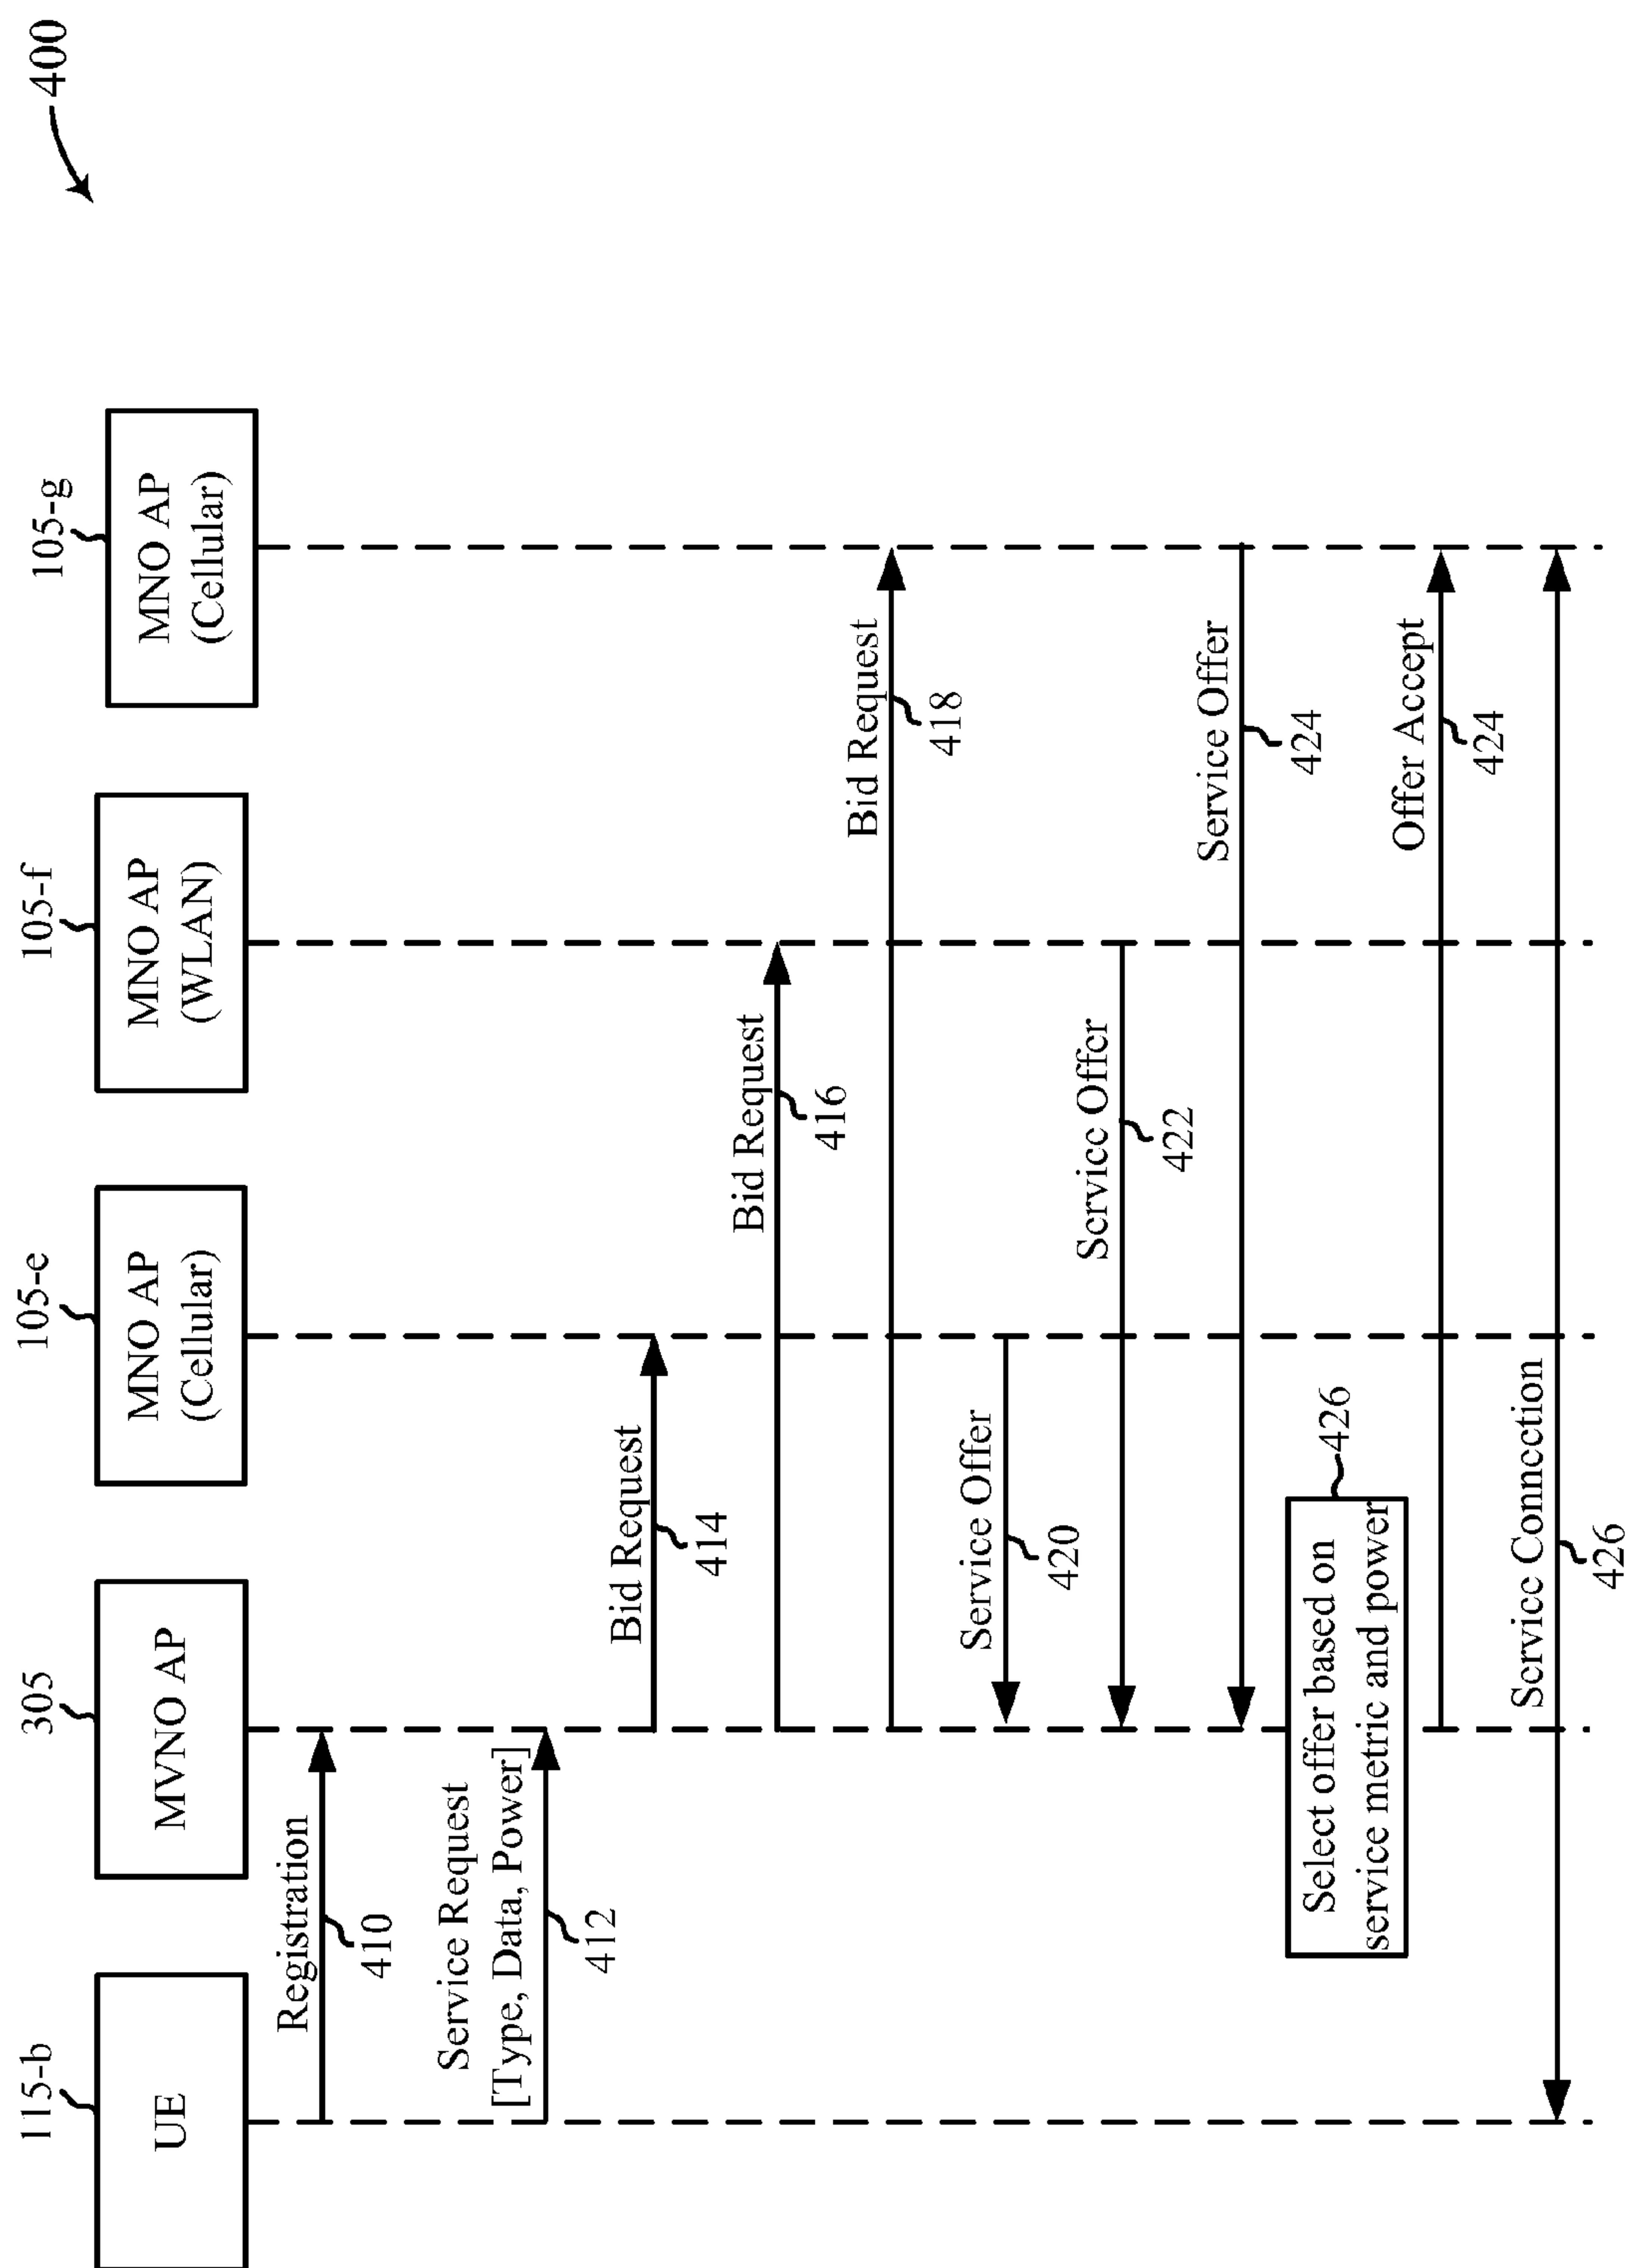 400
115-b
305
105-e
105-f
105-g
UE
MVNO AP
MNO AP
(Cellular)
MNO AP
(WLAN)
MNO AP
(Cellular)
Registration
410
Service Request
[Type, Data, Power]
412
Bid Request
414
Bid Request
416
Bid Request
418
Service Offer
420
Service Offer
422
Service Offer
424
Select offer based on
service metric and power
426
Offer Accept
424
Service Connection
426